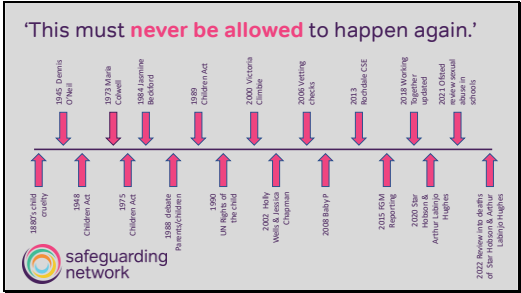 ‘This must never be allowed to happen again.’
1945 Dennis
O’Neil
1973 Maria
Colwell
1984 Jasmine
Beckford
1989
Children Act
2000 Victoria
Climbie
2006 Vetting
checks
2013
Rochdale CSE
2018 Working
Together
updated
2021 Ofsted
review sexual
abuse in
schools
1880's child
cruelty
1948
Children Act
1975
Children Act
1988 debate
Parents/children
1990
UN Rights of
the child
2002 Holly
Wells & Jessica
Chapman
2008 Baby P
2015 FGM
Reporting
2020 Star
Hobson &
Arthur Labinjo
Hughes
2022 Review into deaths
of Star Hobson & Arthur
Labinjo Hughes
safeguarding
network